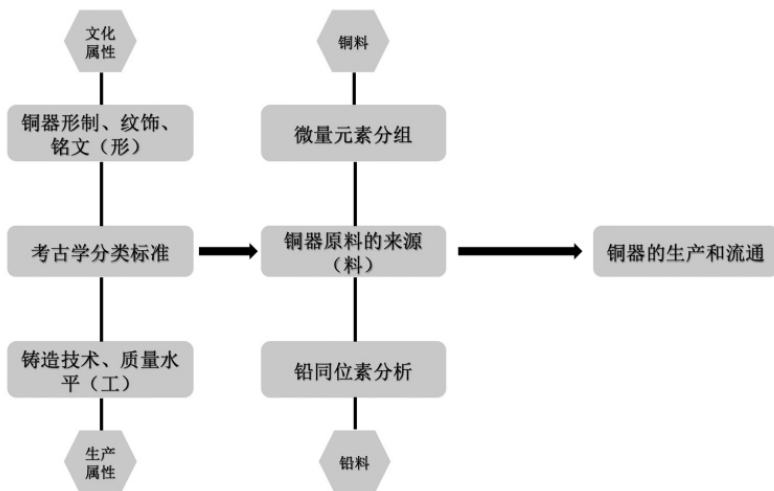 文化
属性
铜料
铜器形制、纹饰、
铭文（形）
微量元素分组
考古学分类标准
铜器原料的来源
（料）
铜器的生产和流通
铸造技术、质量水
平（工）
铅同位素分析
生产
属性
铅料